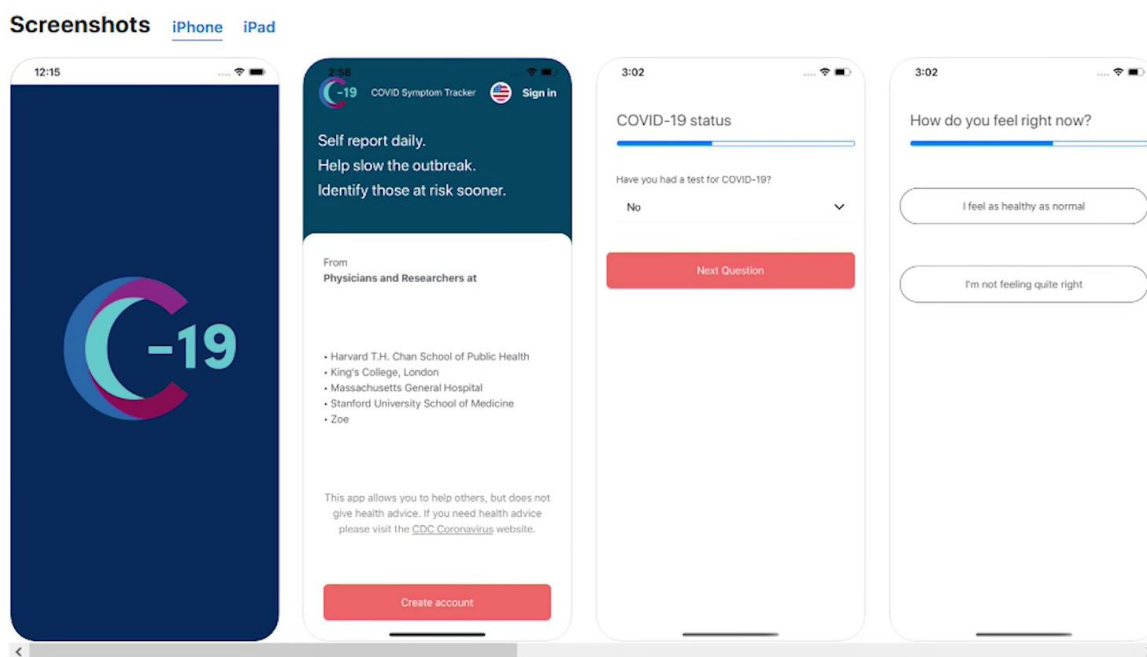 Screenshots iPhone iPad
12:15
C-19
2:58
C-19 COVID Symptom Tracker Sign in
Self report daily.
Help slow the outbreak.
Identify those at risk sooner.
From
Physicians and Researchers at
• Harvard T.H. Chan School of Public Health
• King's College, London
• Massachusetts General Hospital
• Stanford University School of Medicine
• Zoe
This app allows you to help others, but does not
give health advice. If you need health advice
please visit the CDC Coronavirus website.
Create account
3:02
COVID-19 status
Have you had a test for COVID-19?
No
Next Question
3:02
How do you feel right now?
I feel as healthy as normal
I'm not feeling quite right